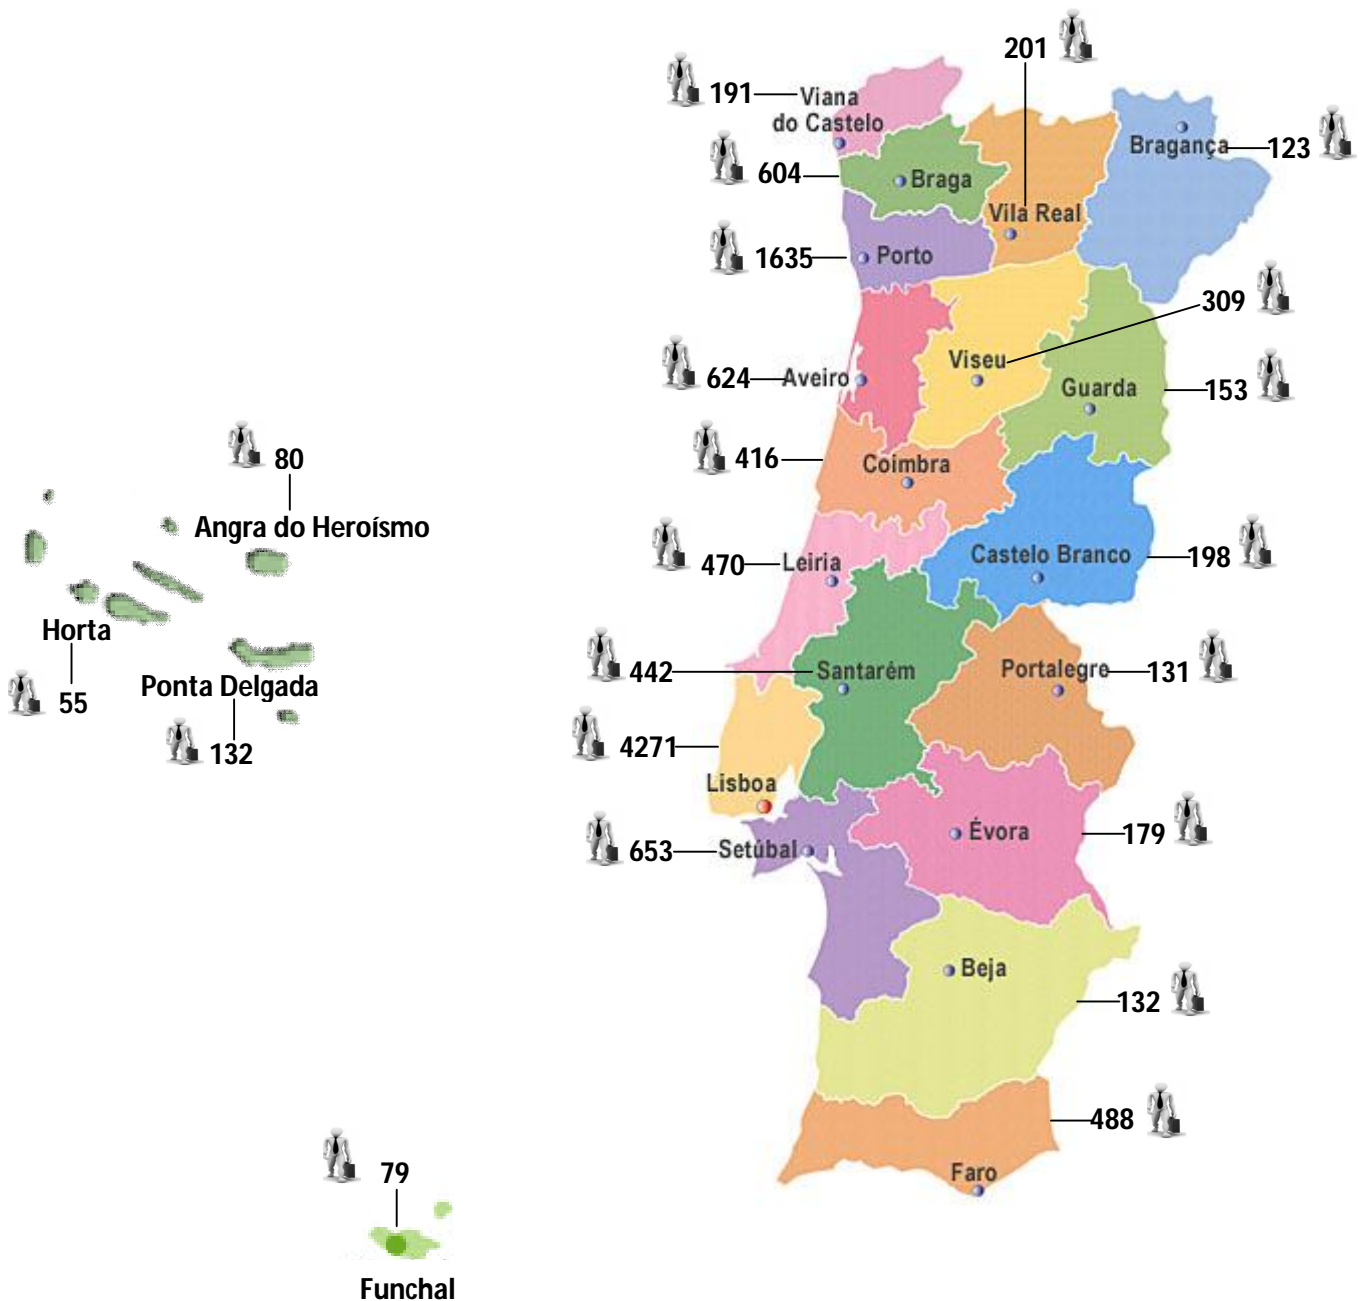 201
191
Viana
do Castelo
Bragança
123
604
Braga
Vila Real
1635
Porto
309
Viseu
624
Aveiro
Guarda
153
80
416
Coimbra
Angra do Heroísmo
470
Leiria
Castelo Branco
198
Horta
442
Santarém
Portalegre
131
Ponta Delgada
55
132
4271
Lisboa
Évora
179
653
Setúbal
Beja
132
488
79
Faro
Funchal